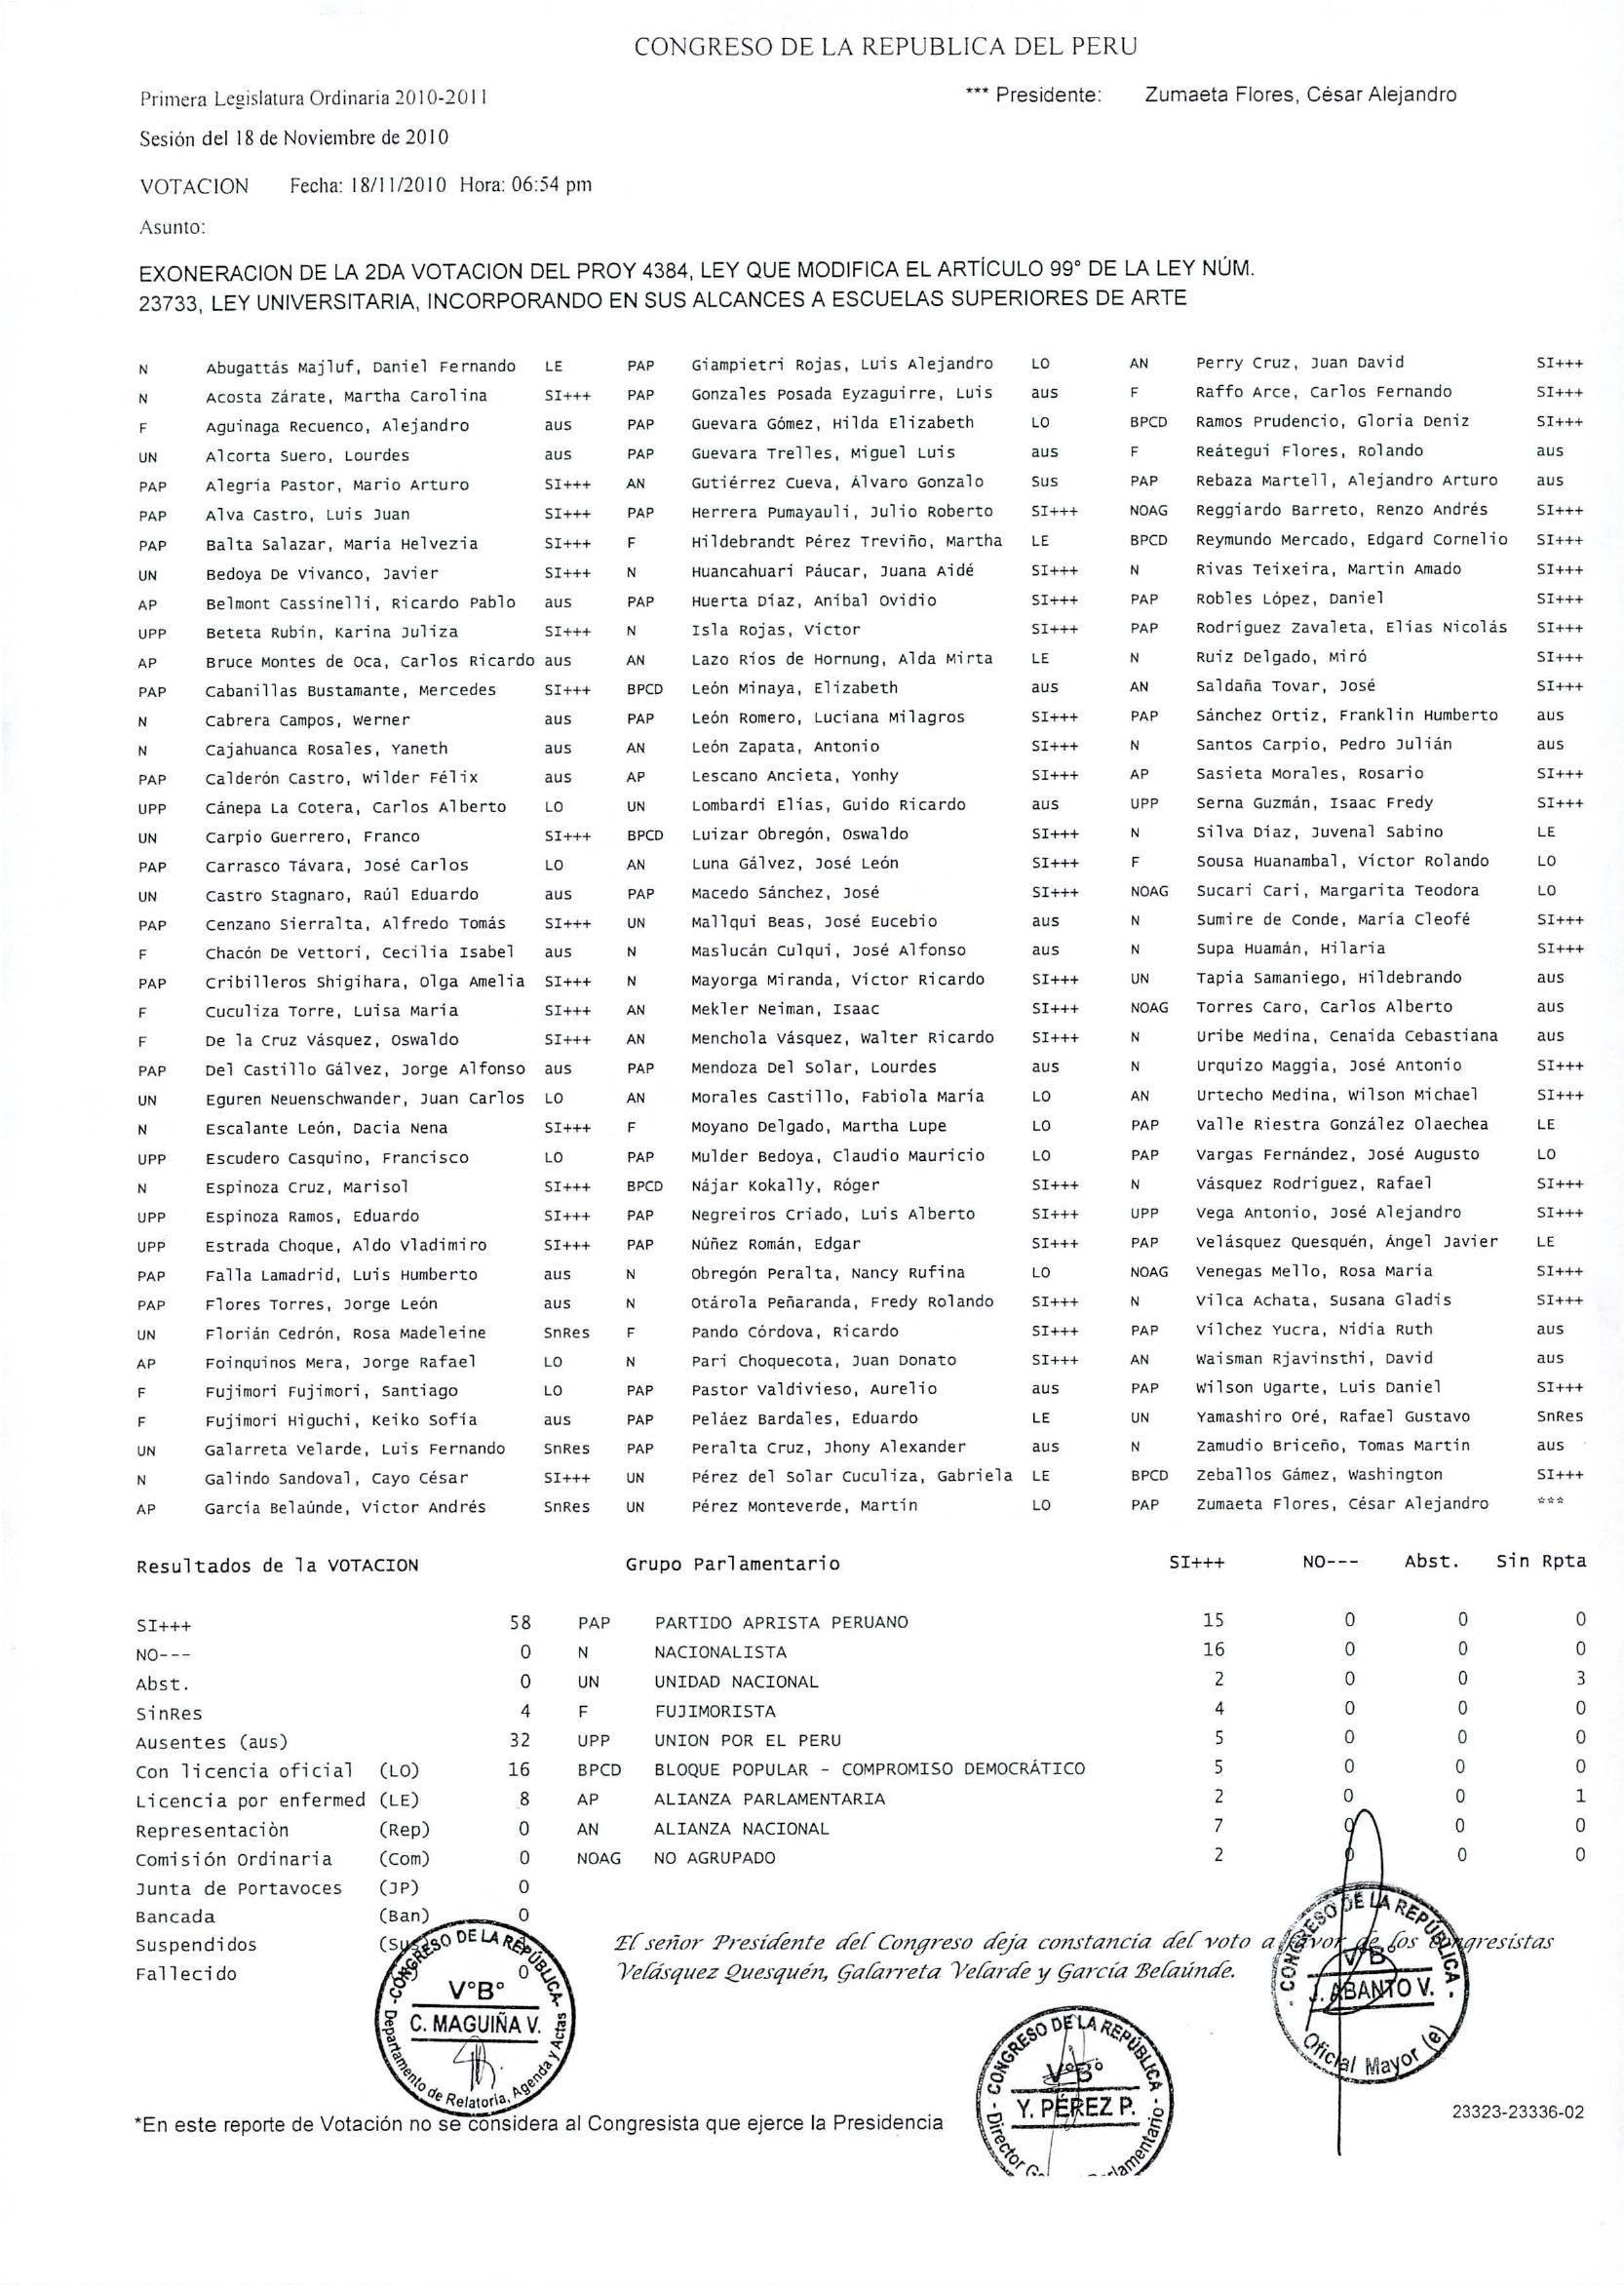 CONGRESO DE LA REPUBLICA DEL PERU
Primera Legislatura Ordinaria 2010-2011 *** Presidente: Zumaeta Flores, César Alejandro
Sesión del 18 de Noviembre de 2010
VOTACION Fecha: 18/11/2010 Hora: 06:54 pm
Asunto:
EXONERACION DE LA 2DA VOTACION DEL PROY 4384, LEY QUE MODIFICA EL ARTÍCULO 99° DE LA LEY NÚM.
23733, LEY UNIVERSITARIA, INCORPORANDO EN SUS ALCANCES A ESCUELAS SUPERIORES DE ARTE
N Abugattás Majluf, Daniel Fernando LE PAP Giampietri Rojas, Luis Alejandro LO AN Perry Cruz, Juan David SI+++
N Acosta Zárate, Martha Carolina SI+++ PAP Gonzales Posada Eyzaguirre, Luis aus F Raffo Arce, Carlos Fernando SI+++
F Aguinaga Recuenco, Alejandro aus PAP Guevara Gómez, Hilda Elizabeth LO BPCD Ramos Prudencio, Gloria Deniz SI+++
UN Alcorta Suero, Lourdes aus PAP Guevara Trelles, Miguel Luis aus F Reátegui Flores, Rolando aus
PAP Alegría Pastor, Mario Arturo SI+++ AN Gutiérrez Cueva, Álvaro Gonzalo Sus PAP Rebaza Martell, Alejandro Arturo aus
PAP Alva Castro, Luis Juan SI+++ PAP Herrera Pumayauli, Julio Roberto SI+++ NOAG Reggiardo Barreto, Renzo Andrés SI+++
PAP Balta Salazar, María Helvezia SI+++ F Hildebrandt Pérez Treviño, Martha LE BPCD Reymundo Mercado, Edgard Cornelio SI+++
UN Bedoya De Vivanco, Javier SI+++ N Huancahuari Páucar, Juana Aidé SI+++ N Rivas Teixeira, Martín Amado SI+++
AP Belmont Cassinelli, Ricardo Pablo aus PAP Huerta Díaz, Aníbal Ovidio SI+++ PAP Robles López, Daniel SI+++
UPP Beteta Rubín, Karina Juliza SI+++ N Isla Rojas, Víctor SI+++ PAP Rodríguez Zavaleta, Elías Nicolás SI+++
AP Bruce Montes de Oca, Carlos Ricardo aus AN Lazo Ríos de Hornung, Alda Mirta LE N Ruiz Delgado, Miró SI+++
PAP Cabanillas Bustamante, Mercedes SI+++ BPCD León Minaya, Elizabeth aus AN Saldaña Tovar, José SI+++
N Cabrera Campos, Werner aus PAP León Romero, Luciana Milagros SI+++ PAP Sánchez Ortiz, Franklin Humberto aus
N Cajahuanca Rosales, Yaneth aus AN León Zapata, Antonio SI+++ N Santos Carpio, Pedro Julián aus
PAP Calderón Castro, Wilder Félix aus AP Lescano Ancieta, Yonhy SI+++ AP Sasieta Morales, Rosario SI+++
UPP Cánepa La Cotera, Carlos Alberto LO UN Lombardi Elías, Guido Ricardo aus UPP Serna Guzmán, Isaac Fredy SI+++
UN Carpio Guerrero, Franco SI+++ BPCD Luizar Obregón, Oswaldo SI+++ N Silva Díaz, Juvenal Sabino LE
PAP Carrasco Távara, José Carlos LO AN Luna Gálvez, José León SI+++ F Sousa Huanambal, Víctor Rolando LO
UN Castro Stagnaro, Raúl Eduardo aus PAP Macedo Sánchez, José SI+++ NOAG Sucari Cari, Margarita Teodora LO
PAP Cenzano Sierralta, Alfredo Tomás SI+++ UN Mallqui Beas, José Eucebio aus N Sumire de Conde, María Cleofé SI+++
F Chacón De Vettori, Cecilia Isabel aus N Maslucán Culqui, José Alfonso aus N Supa Huamán, Hilaria SI+++
PAP Cribilleros Shigihara, Olga Amelia SI+++ N Mayorga Miranda, Víctor Ricardo SI+++ UN Tapia Samaniego, Hildebrando aus
F Cuculiza Torre, Luisa María SI+++ AN Mekler Neiman, Isaac SI+++ NOAG Torres Caro, Carlos Alberto aus
F De la Cruz Vásquez, Oswaldo SI+++ AN Menchola Vásquez, Walter Ricardo SI+++ N Uribe Medina, Cenaida Cebastiana aus
PAP Del Castillo Gálvez, Jorge Alfonso aus PAP Mendoza Del Solar, Lourdes aus N Urquizo Maggia, José Antonio SI+++
UN Eguren Neuenschwander, Juan Carlos LO AN Morales Castillo, Fabiola María LO AN Urtecho Medina, Wilson Michael SI+++
N Escalante León, Dacia Nena SI+++ F Moyano Delgado, Martha Lupe LO PAP Valle Riestra González Olaechea LE
UPP Escudero Casquino, Francisco LO PAP Mulder Bedoya, Claudio Mauricio LO PAP Vargas Fernández, José Augusto LO
N Espinoza Cruz, Marisol SI+++ BPCD Nájar Kokally, Róger SI+++ N Vásquez Rodríguez, Rafael SI+++
UPP Espinoza Ramos, Eduardo SI+++ PAP Negreiros Criado, Luis Alberto SI+++ UPP Vega Antonio, José Alejandro SI+++
UPP Estrada Choque, Aldo Vladimiro SI+++ PAP Núñez Román, Edgar SI+++ PAP Velásquez Quesquén, Ángel Javier LE
PAP Falla Lamadrid, Luis Humberto aus N Obregón Peralta, Nancy Rufina LO NOAG Venegas Mello, Rosa María SI+++
PAP Flores Torres, Jorge León aus N Otárola Peñaranda, Fredy Rolando SI+++ N Vilca Achata, Susana Gladis SI+++
UN Florián Cedrón, Rosa Madeleine SnRes F Pando Córdova, Ricardo SI+++ PAP Vílchez Yucra, Nidia Ruth aus
AP Foinquinos Mera, Jorge Rafael LO N Pari Choquecota, Juan Donato SI+++ AN Waisman Rjavinsthi, David aus
F Fujimori Fujimori, Santiago LO PAP Pastor Valdivieso, Aurelio aus PAP Wilson Ugarte, Luis Daniel SI+++
F Fujimori Higuchi, Keiko Sofía aus PAP Peláez Bardales, Eduardo LE UN Yamashiro Oré, Rafael Gustavo SnRes
UN Galarreta Velarde, Luis Fernando SnRes PAP Peralta Cruz, Jhony Alexander aus N Zamudio Briceño, Tomas Martín aus
N Galindo Sandoval, Cayo César SI+++ UN Pérez del Solar Cuculiza, Gabriela LE BPCD Zeballos Gámez, Washington SI+++
AP García Belaúnde, Víctor Andrés SnRes UN Pérez Monteverde, Martín LO PAP Zumaeta Flores, César Alejandro ***
Resultados de la VOTACION Grupo Parlamentario SI+++ NO--- Abst. Sin Rpta
SI+++ 58 PAP PARTIDO APRISTA PERUANO 15 0 0 0
NO--- 0 N NACIONALISTA 16 0 0 0
Abst. 0 UN UNIDAD NACIONAL 2 0 0 3
SinRes 4 F FUJIMORISTA 4 0 0 0
Ausentes (aus) 32 UPP UNION POR EL PERU 5 0 0 0
Con licencia oficial (LO) 16 BPCD BLOQUE POPULAR - COMPROMISO DEMOCRÁTICO 5 0 0 0
Licencia por enfermed (LE) 8 AP ALIANZA PARLAMENTARIA 2 0 0 1
Representaciòn (Rep) 0 AN ALIANZA NACIONAL 7 0 0 0
Comisión Ordinaria (Com) 0 NOAG NO AGRUPADO 2 0 0 0
Junta de Portavoces (JP) 0
Bancada (Ban) 0
Suspendidos
Fallecido 0
El señor Presidente del Congreso deja constancia del voto a favor de los congresistas
Velásquez Quesquén, Galarreta Velarde y García Belaúnde.
CONGRESO DE LA REPÚBLICA
V°B°
C. MAGUIÑA V.
Departamento de Relatoría, Agenda y Actas
CONGRESO DE LA REPÚBLICA
V°B°
J. ABANTO V.
Oficial Mayor (e)
CONGRESO DE LA REPÚBLICA
V°B°
Y. PÉREZ P.
Director
*En este reporte de Votación no se considera al Congresista que ejerce la Presidencia
23323-23336-02